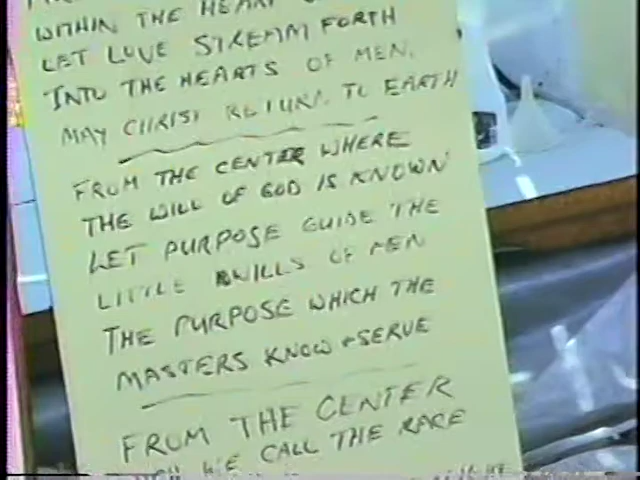 WITHIN THE HEART
LET LOVE STREAM FORTH
INTO THE HEARTS OF MEN.
MAY CHRIST RETURN TO EARTH
FROM THE CENTER WHERE
THE WILL OF GOD IS KNOWN
LET PURPOSE GUIDE THE
LITTLE WILLS OF MEN
THE PURPOSE WHICH THE
MASTERS KNOW + SERVE
FROM THE CENTER
WE CALL THE RACE